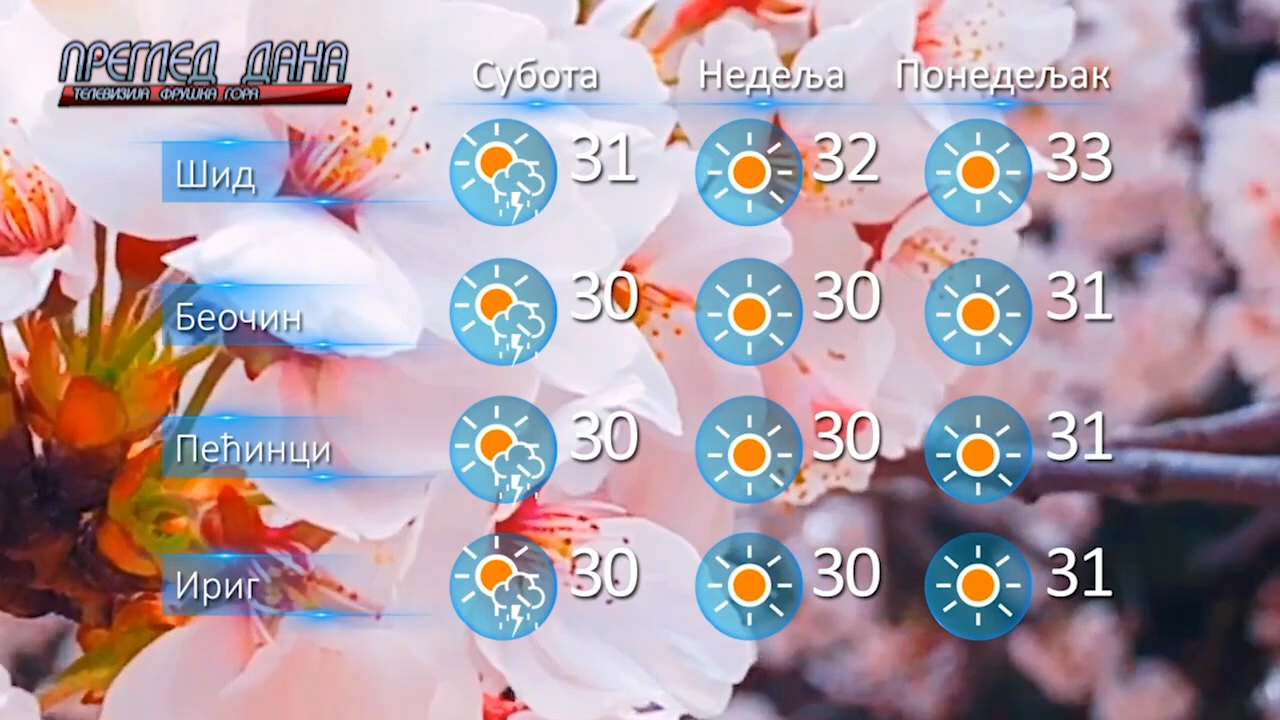 ПРЕГЛЕД ДАНА
ТЕЛЕВИЗИЈА ФРУШКА ГОРА
Субота Недеља Понедељак
Шид 31 32 33
Беочин 30 30 31
Пећинци 30 30 31
Ириг 30 30 31